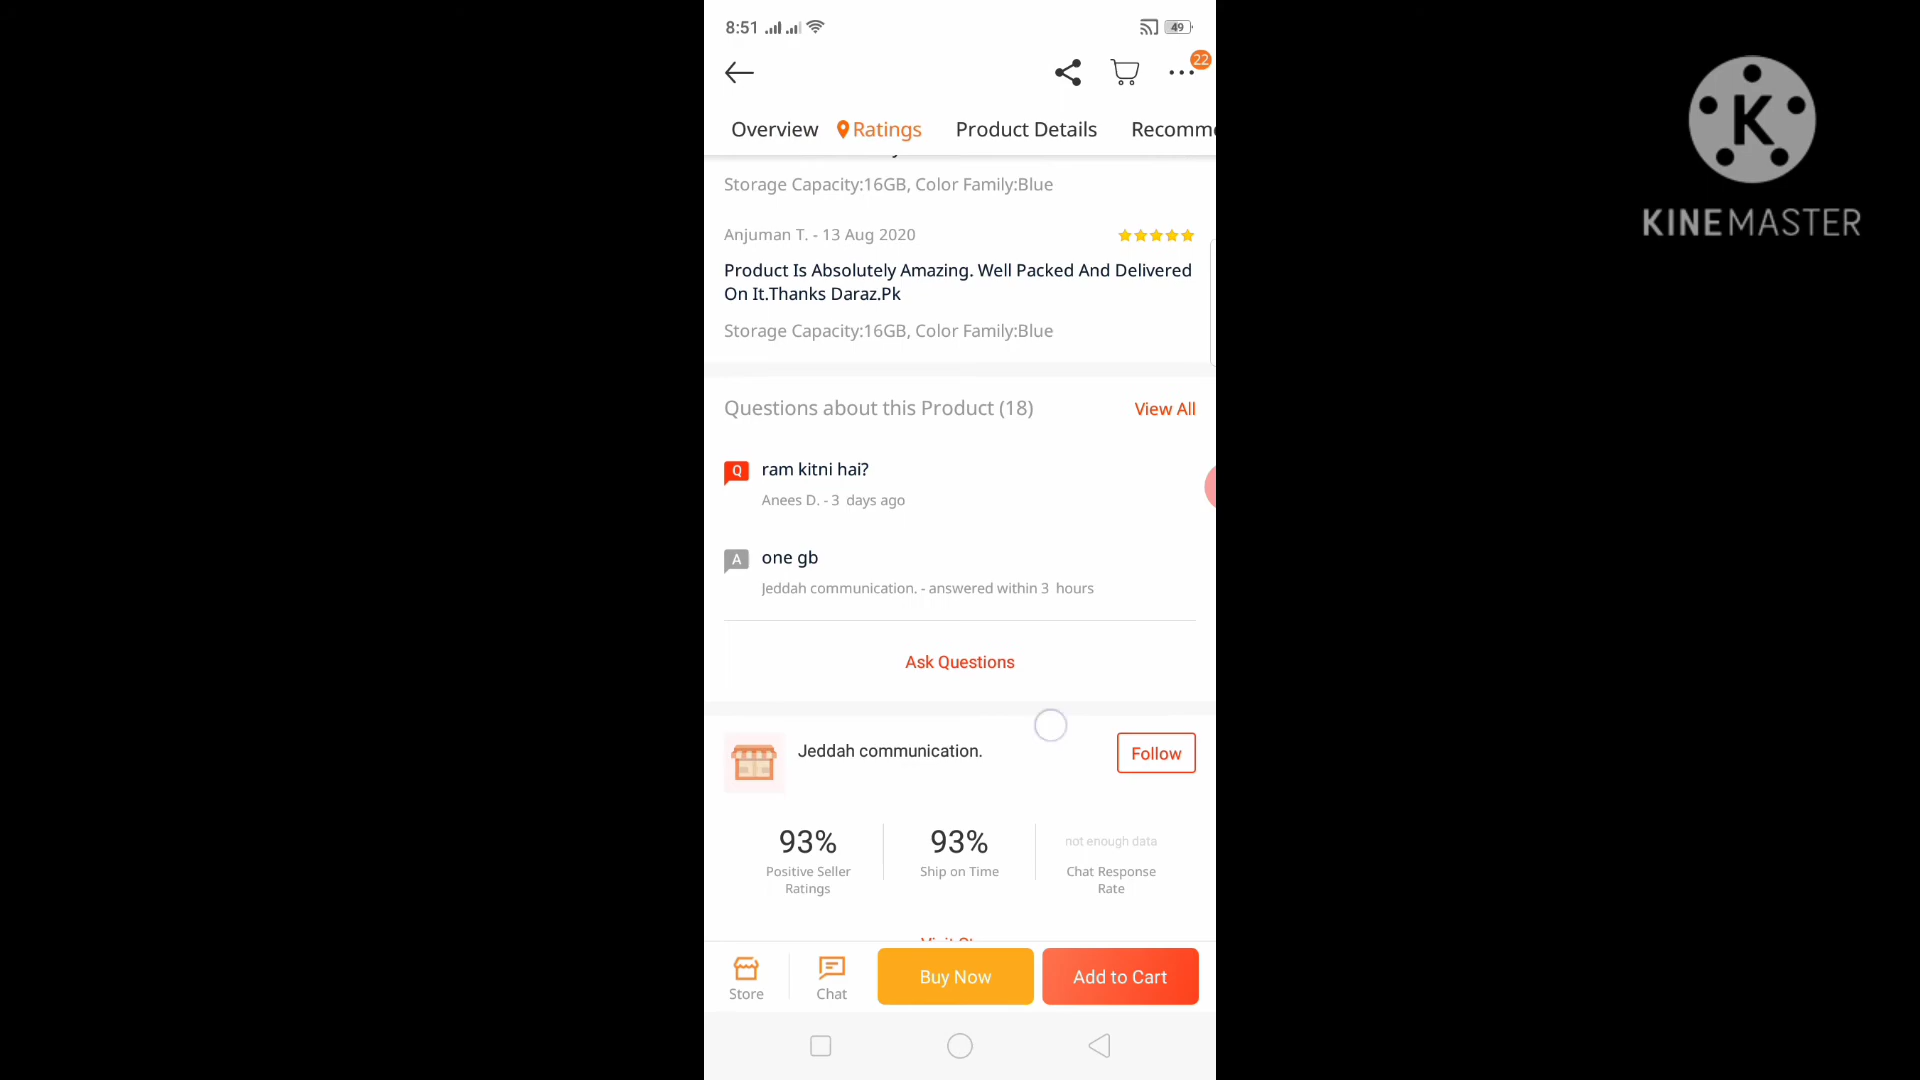 8:51
49
22
Overview Ratings Product Details Recomm
Storage Capacity:16GB, Color Family:Blue
Anjuman T. - 13 Aug 2020
Product Is Absolutely Amazing. Well Packed And Delivered
On It.Thanks Daraz.Pk
Storage Capacity:16GB, Color Family:Blue
Questions about this Product (18) View All
Q ram kitni hai?
Anees D. - 3 days ago
A one gb
Jeddah communication. - answered within 3 hours
Ask Questions
Jeddah communication. Follow
93% 93% not enough data
Positive Seller Ship on Time Chat Response
Ratings Rate
Store Chat Buy Now Add to Cart
K
KINEMASTER